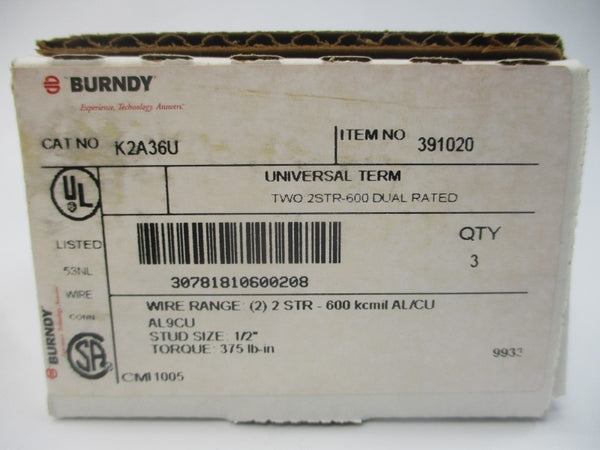 BURNDY
Experience, Technology, Answers
CAT NO K2A36U
ITEM NO 391020
UNIVERSAL TERM
TWO 2STR-600 DUAL RATED
UL
LISTED
53NL
WIRE
CONN
30781810600208
QTY
3
WIRE RANGE: (2) 2 STR - 600 kcmil AL/CU
AL9CU
STUD SIZE: 1/2"
TORQUE: 375 lb-in
9933
SA
CMI1005
BURNDY